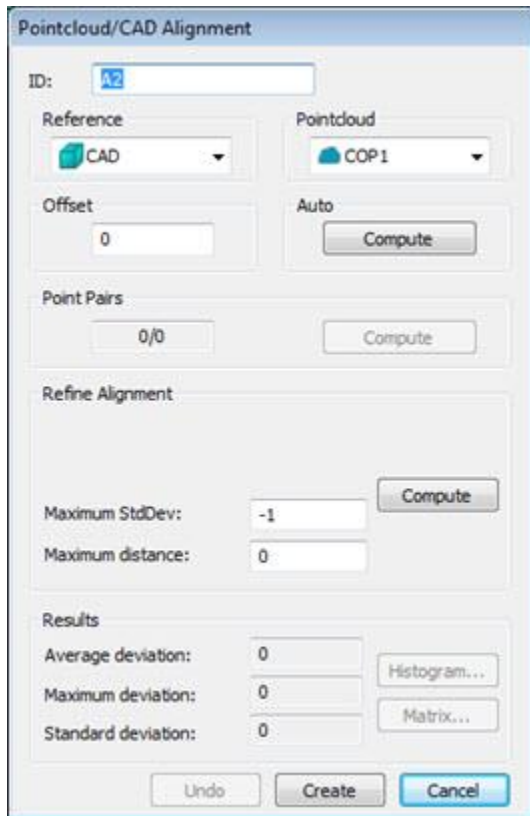 Pointcloud/CAD Alignment
ID: A2
Reference Pointcloud
CAD COP1
Offset Auto
0 Compute
Point Pairs
0/0 Compute
Refine Alignment
Compute
Maximum StdDev: -1
Maximum distance: 0
Results
Average deviation: 0
Histogram...
Maximum deviation: 0
Matrix...
Standard deviation: 0
Undo Create Cancel